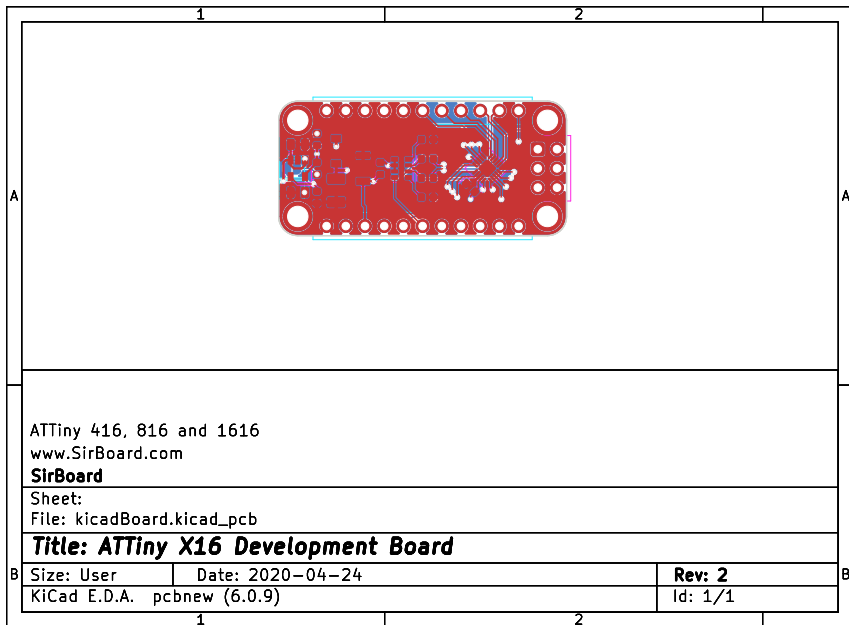 1 2
A A
ATTiny 416, 816 and 1616
www.SirBoard.com
SirBoard
Sheet:
File: kicadBoard.kicad_pcb
Title: ATTiny X16 Development Board
B Size: User Date: 2020-04-24 Rev: 2 B
KiCad E.D.A. pcbnew (6.0.9) Id: 1/1
1 2